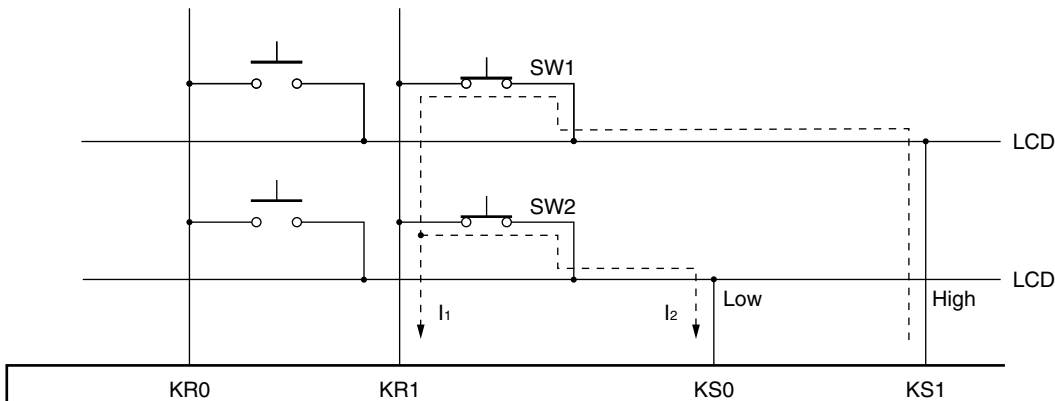 SW1
LCD
SW2
LCD
Low
High
I1
I2
KR0
KR1
KS0
KS1